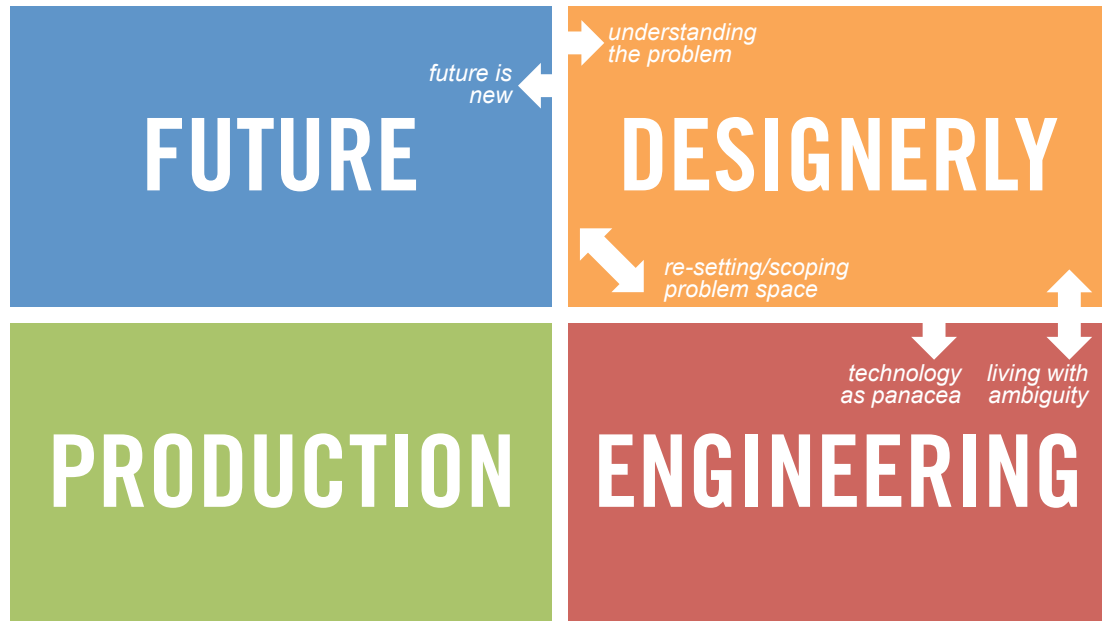 future is
new
FUTURE
understanding
the problem
DESIGNERLY
re-setting/scoping
problem space
PRODUCTION
technology
as panacea
living with
ambiguity
ENGINEERING